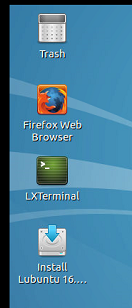 Trash
Firefox Web
Browser
LXTerminal
Install
Lubuntu 16....